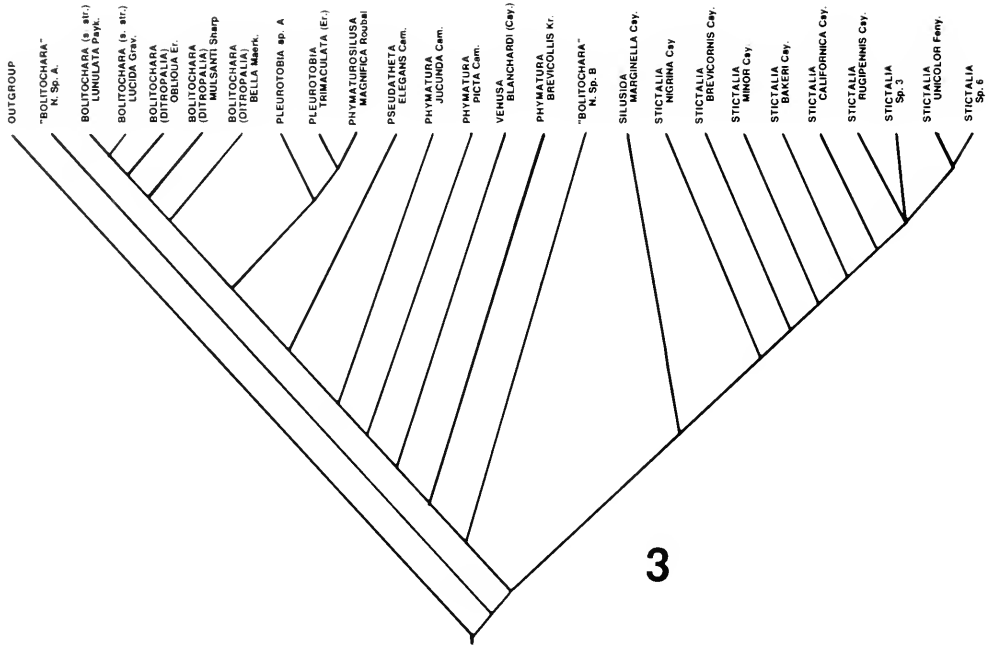 OUTGROUP
"BOLITOCHARA"
N. Sp. A.
BOLITOCHARA (s. str.)
LUNULATA Payk.
BOLITOCHARA (s. str.)
LUCIDA Grav.
BOLITOCHARA
(DITROPALIA)
OBLIQUA Er.
BOLITOCHARA
(DITROPALIA)
MULSANTI Sharp
BOLITOCHARA
(DITROPALIA)
BELLA Maerk.
PLEUROTOBIA sp. A
PLEUROTOBIA
TRIMACULATA (Er.)
PHYMATUROSILUSA
MAGNIFICA Roubal
PSEUDATHETA
ELEGANS Cam.
PHYMATURA
JUCUNDA Cam.
PHYMATURA
PICTA Cam.
VENUSA
BLANCHARDI (Csy.)
PHYMATURA
BREVICOLLIS Kr.
"BOLITOCHARA"
N. Sp. B
SILUSIDA
MARGINELLA Csy.
STICTALIA
NIGRINA Csy
STICTALIA
BREVICORNIS Csy.
STICTALIA
MINOR Csy.
STICTALIA
BAKERI Csy.
STICTALIA
CALIFORNICA Csy.
STICTALIA
RUGIPENNIS Csy.
STICTALIA
Sp. 3
STICTALIA
UNICOLOR Feny.
STICTALIA
Sp. 6
3